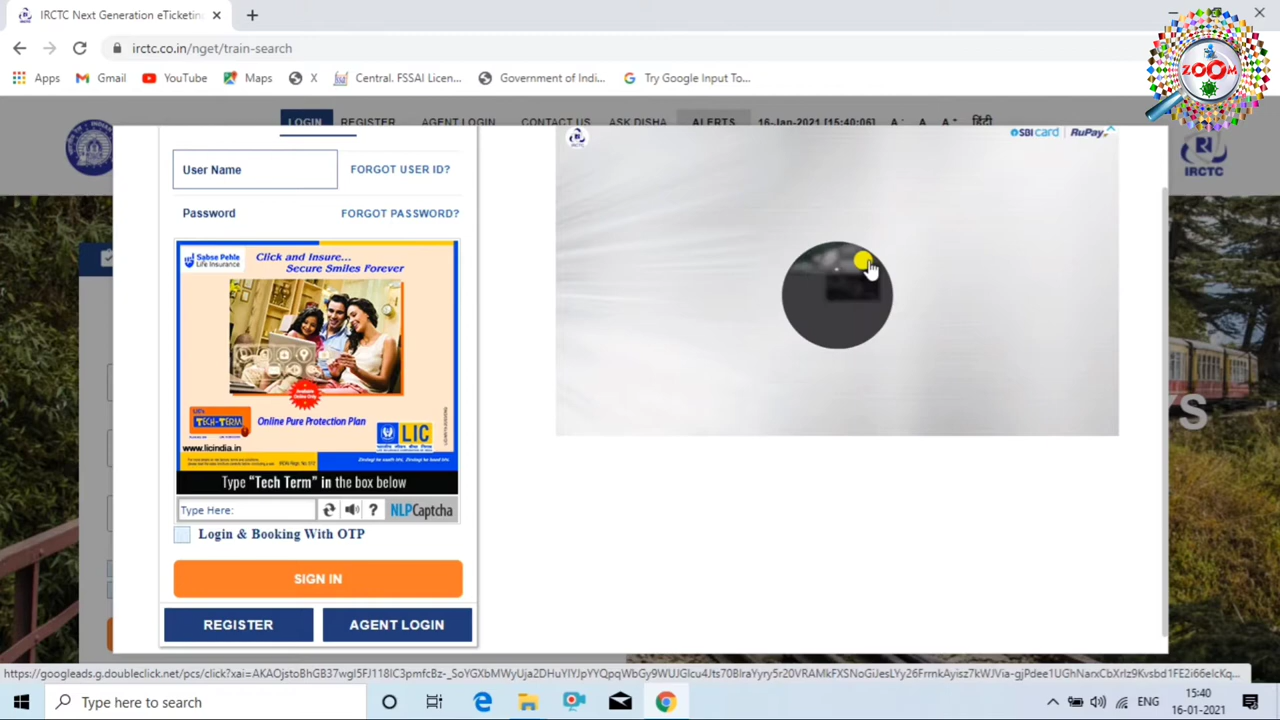 IRCTC Next Generation eTicketin
irctc.co.in/nget/train-search
Apps Gmail YouTube Maps X Central. FSSAI Licen... Government of Indi... Try Google Input To...
ZOOM
LOGIN REGISTER AGENT LOGIN CONTACT US ASK DISHA ALERTS 16-Jan-2021 [15:40:06] A- A A+ हिंदी
SBI card RuPay
IRCTC
User Name FORGOT USER ID?
Password FORGOT PASSWORD?
Sabse Pehle
Life Insurance
Click and Insure...
Secure Smiles Forever
Available
Online Only
LIC's
TECH-TERM
Online Pure Protection Plan
LIC
www.licindia.in
Type "Tech Term" in the box below
Type Here: ? NLPCaptcha
Login & Booking With OTP
SIGN IN
REGISTER AGENT LOGIN
YS
Type here to search
ENG
15:40
16-01-2021